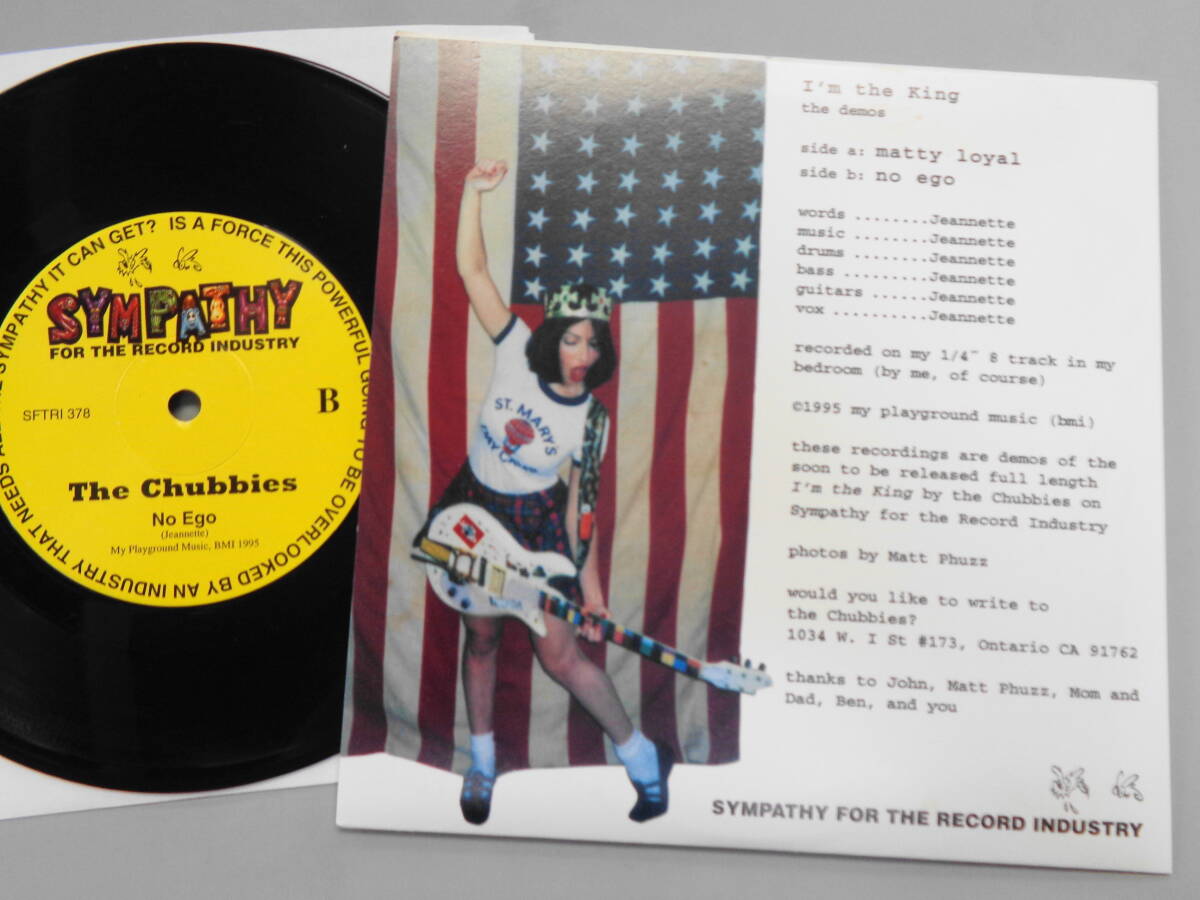 SYMPATHY IT CAN GET? IS A FORCE THIS POWERFUL GOING TO BE OVERLOOKED BY AN INDUSTRY THAT NEEDS
SYMPATHY
FOR THE RECORD INDUSTRY
SFTRI 378
B
The Chubbies
No Ego
(Jeannette)
My Playground Music, BMI 1995
ST. MARY'S
I'm the King
the demos
side a: matty loyal
side b: no ego
words ........Jeannette
music ........Jeannette
drums ........Jeannette
bass .........Jeannette
guitars ......Jeannette
vox ..........Jeannette
recorded on my 1/4" 8 track in my
bedroom (by me, of course)
©1995 my playground music (bmi)
these recordings are demos of the
soon to be released full length
I'm the King by the Chubbies on
Sympathy for the Record Industry
photos by Matt Phuzz
would you like to write to
the Chubbies?
1034 W. I St #173, Ontario CA 91762
thanks to John, Matt Phuzz, Mom and
Dad, Ben, and you
SYMPATHY FOR THE RECORD INDUSTRY